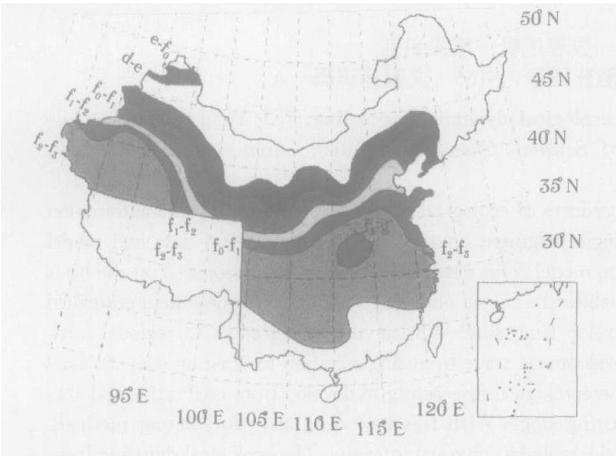 50°N
e-f₀
d-e
45°N
f₀-f₁
f₁-f₂
40°N
f₂-f₃
35°N
f₁-f₂
f₂-f₃
f₀-f₁
30°N
f₂-f₃
95°E
100°E
105°E
110°E
115°E
120°E